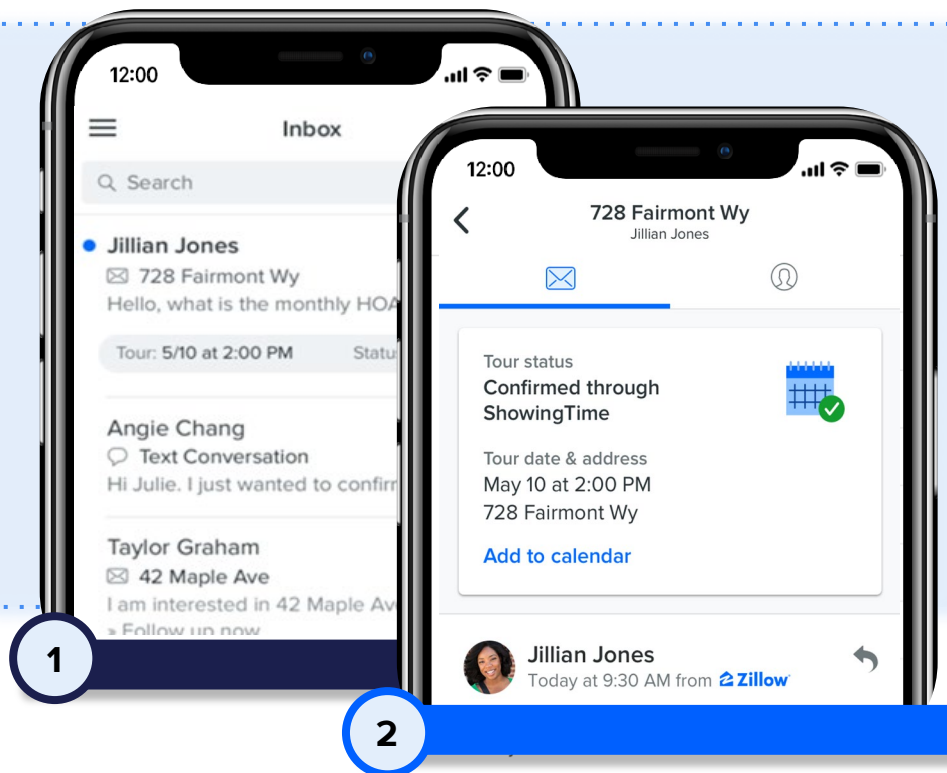 12:00
Inbox
Search
Jillian Jones
728 Fairmont Wy
Hello, what is the monthly HOA
Tour: 5/10 at 2:00 PM
Angie Chang
Text Conversation
Hi Julie. I just wanted to
Taylor Graham
42 Maple Ave
I am interested in 42 Maple
» Follow up now
1
12:00
728 Fairmont Wy
Jillian Jones
Tour status
Confirmed through
ShowingTime
Tour date & address
May 10 at 2:00 PM
728 Fairmont Wy
Add to calendar
Jillian Jones
Today at 9:30 AM from Zillow
2